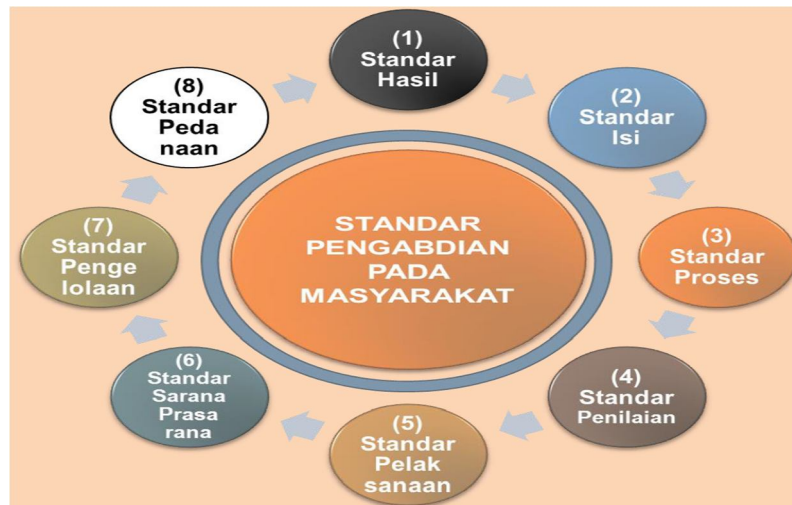 (1)
Standar
Hasil
(2)
Standar
Isi
(3)
Standar
Proses
(4)
Standar
Penilaian
(5)
Standar
Pelak
sanaan
(6)
Standar
Sarana
Prasa
rana
(7)
Standar
Penge
lolaan
(8)
Standar
Peda
naan
STANDAR
PENGABDIAN
PADA
MASYARAKAT